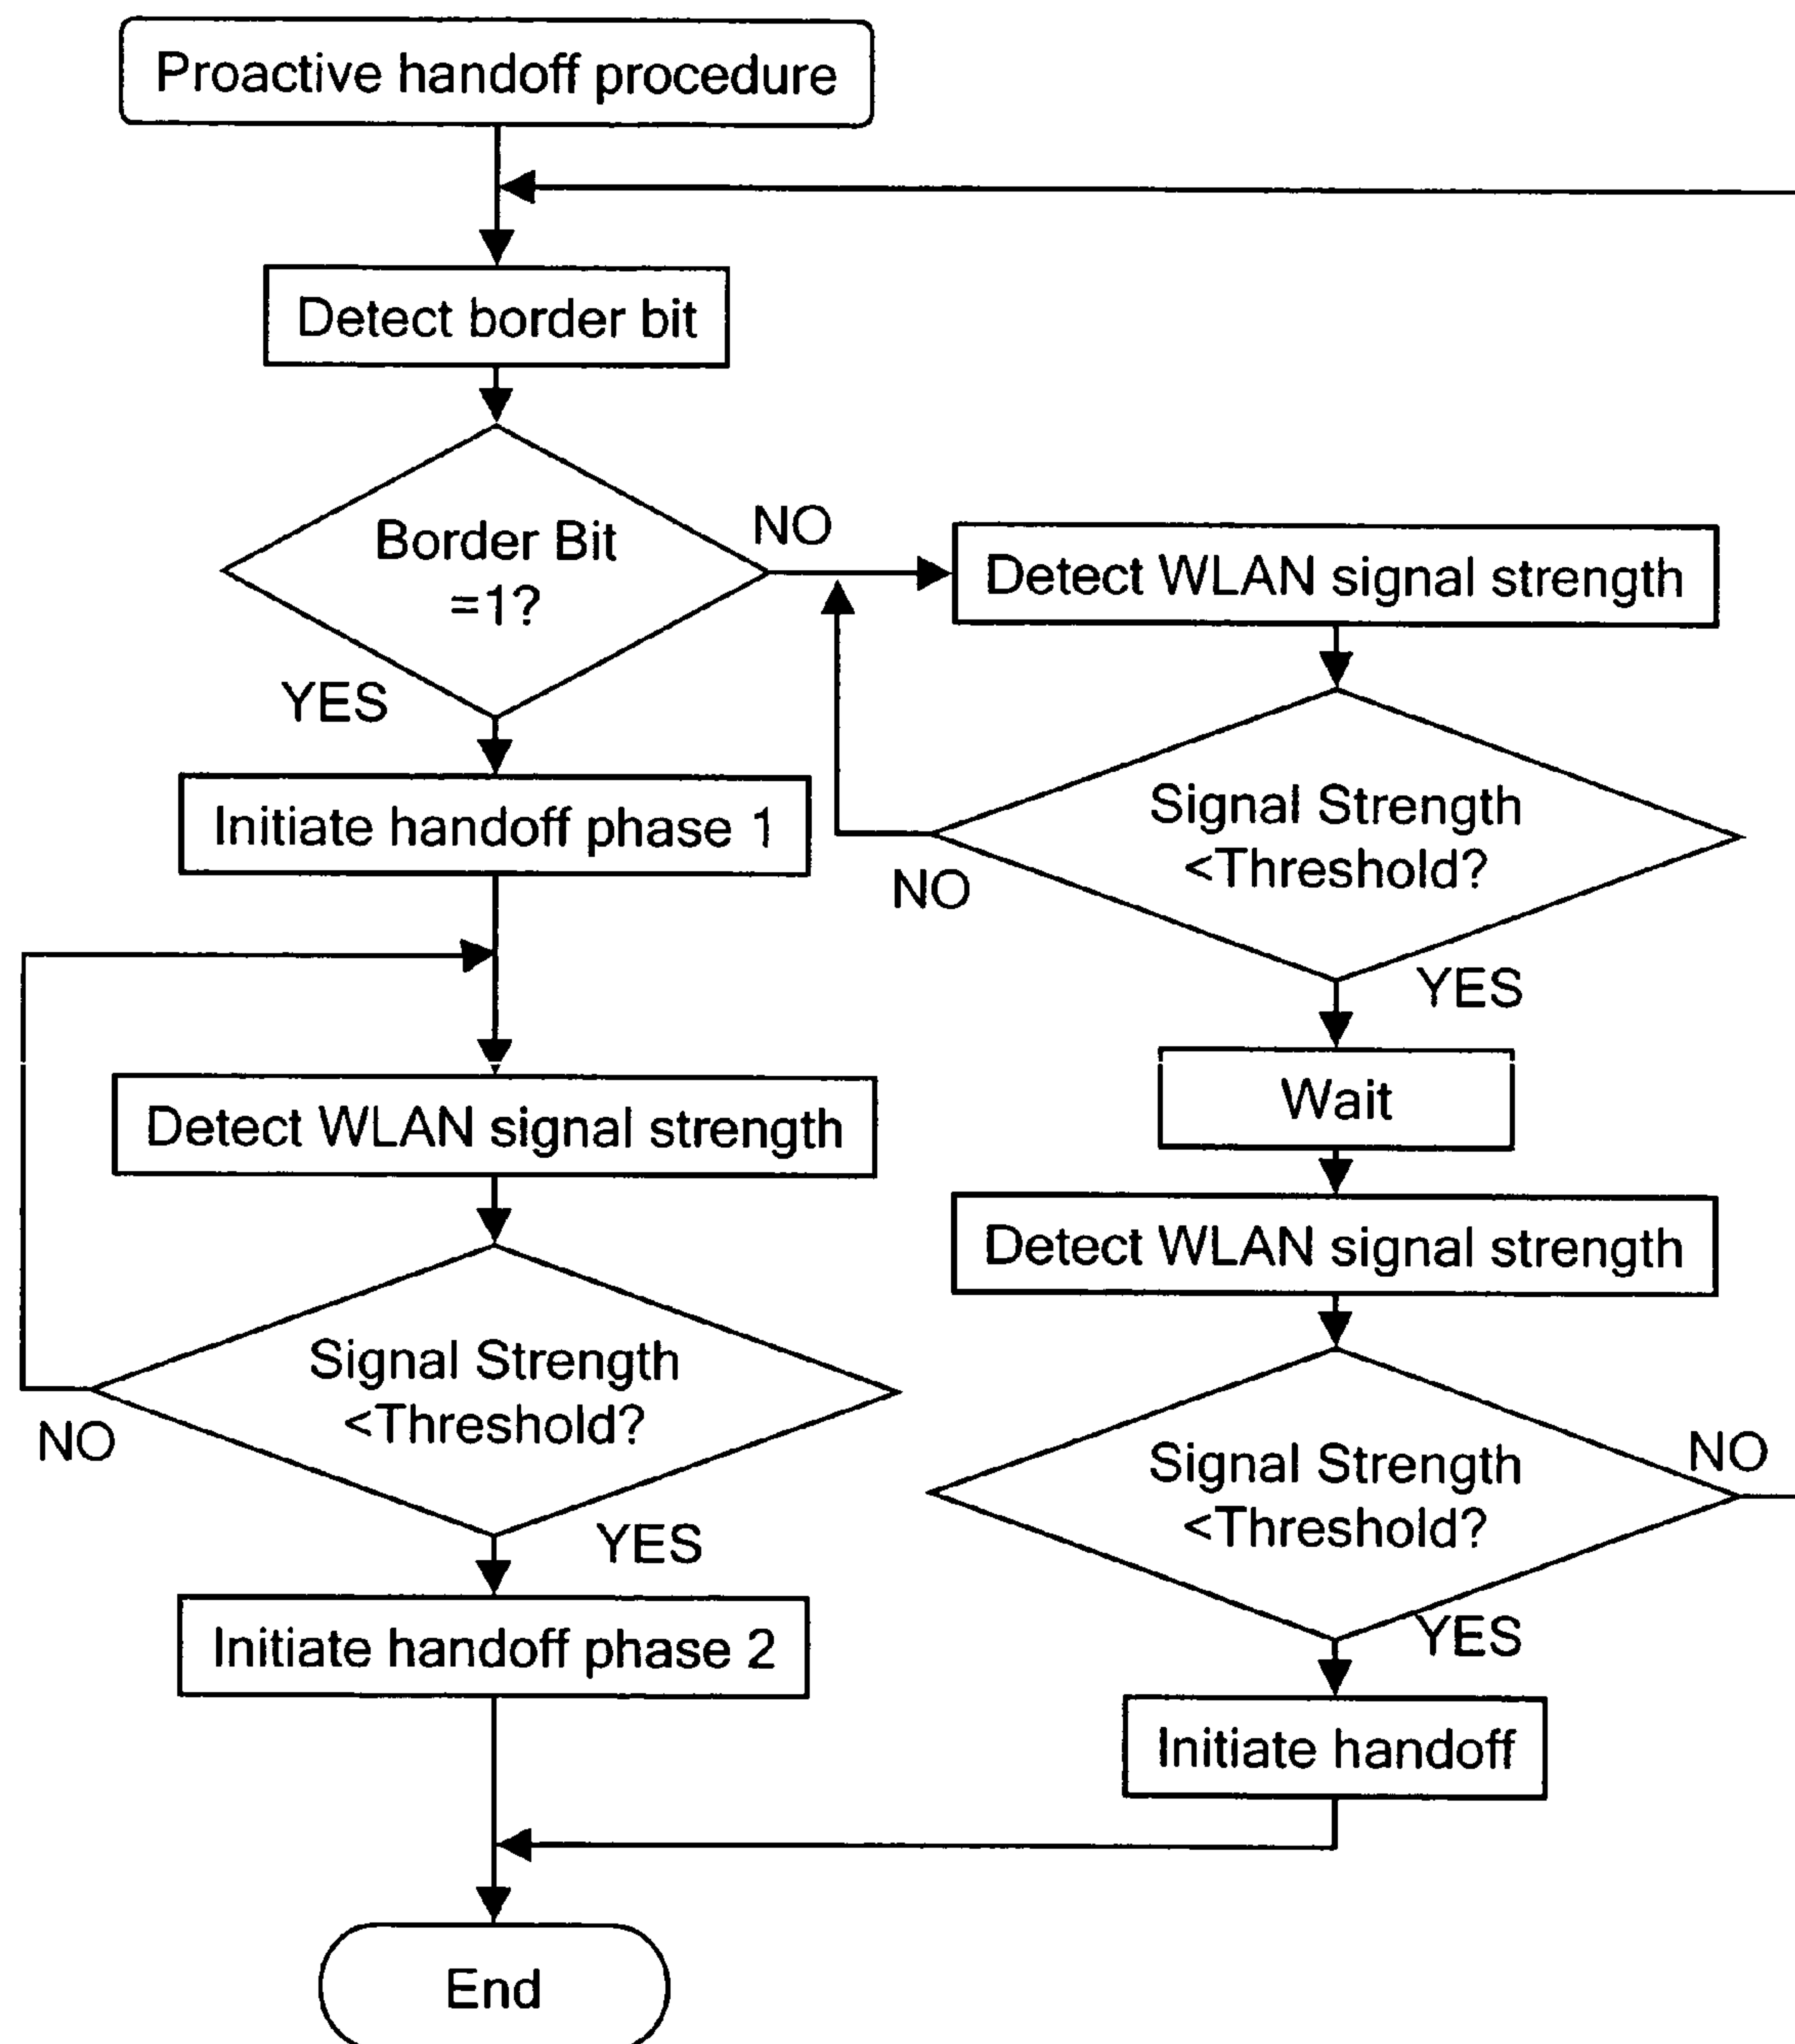 Proactive handoff procedure
Detect border bit
Border Bit
=1?
NO
YES
Detect WLAN signal strength
Signal Strength
<Threshold?
NO
YES
Initiate handoff phase 1
Wait
Detect WLAN signal strength
Detect WLAN signal strength
Signal Strength
<Threshold?
NO
YES
Signal Strength
<Threshold?
NO
YES
Initiate handoff phase 2
Initiate handoff
End